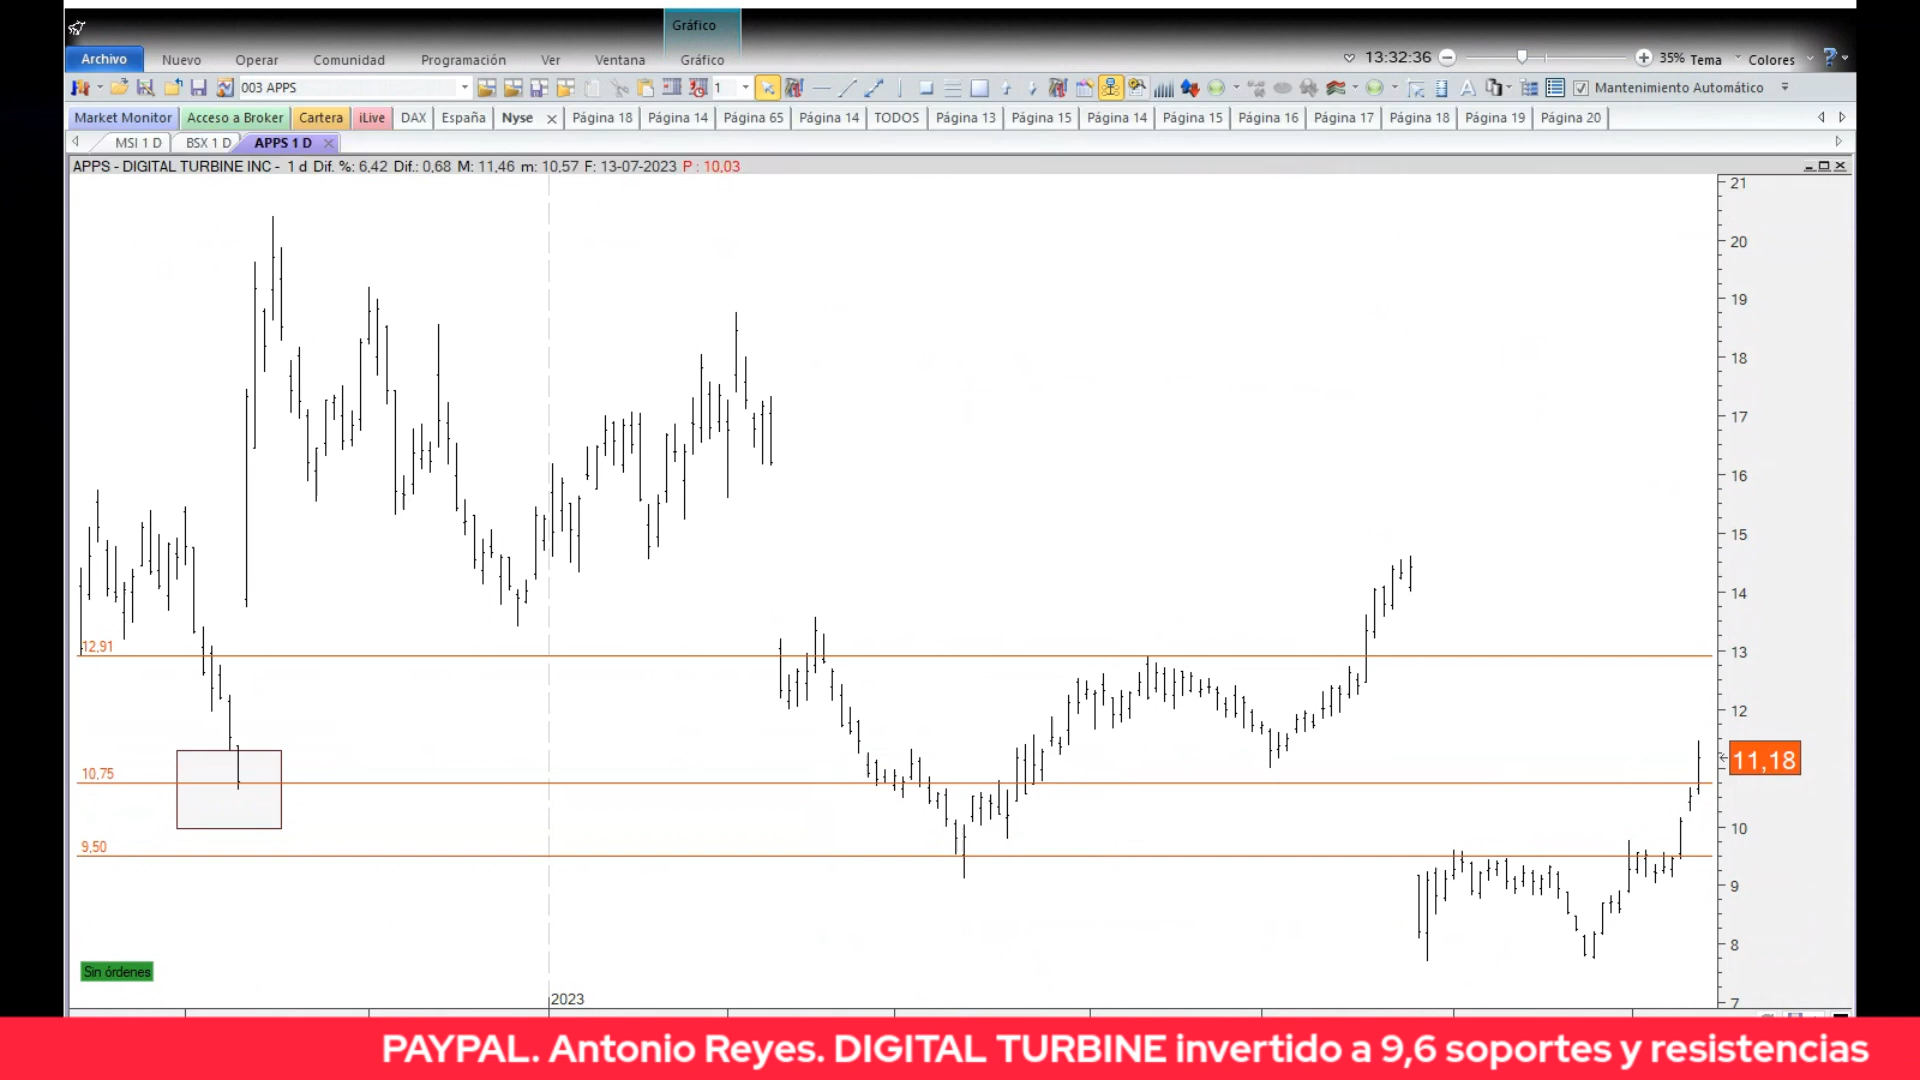 Gráfico
Archivo Nuevo Operar Comunidad Programación Ver Ventana Gráfico 13:32:36 35% Tema Colores
003 APPS 1 Mantenimiento Automático
Market Monitor Acceso a Broker Cartera iLive DAX España Nyse Página 18 Página 14 Página 65 Página 14 TODOS Página 13 Página 15 Página 14 Página 15 Página 16 Página 17 Página 18 Página 19 Página 20
MSI 1 D BSX 1 D APPS 1 D
APPS - DIGITAL TURBINE INC - 1 d Dif. %: 6,42 Dif.: 0,68 M: 11,46 m: 10,57 F: 13-07-2023 P : 10,03
21
20
19
18
17
16
15
14
12,91
13
12
11,18
10,75
10
9,50
9
8
Sin órdenes
2023
7
PAYPAL. Antonio Reyes. DIGITAL TURBINE invertido a 9,6 soportes y resistencias